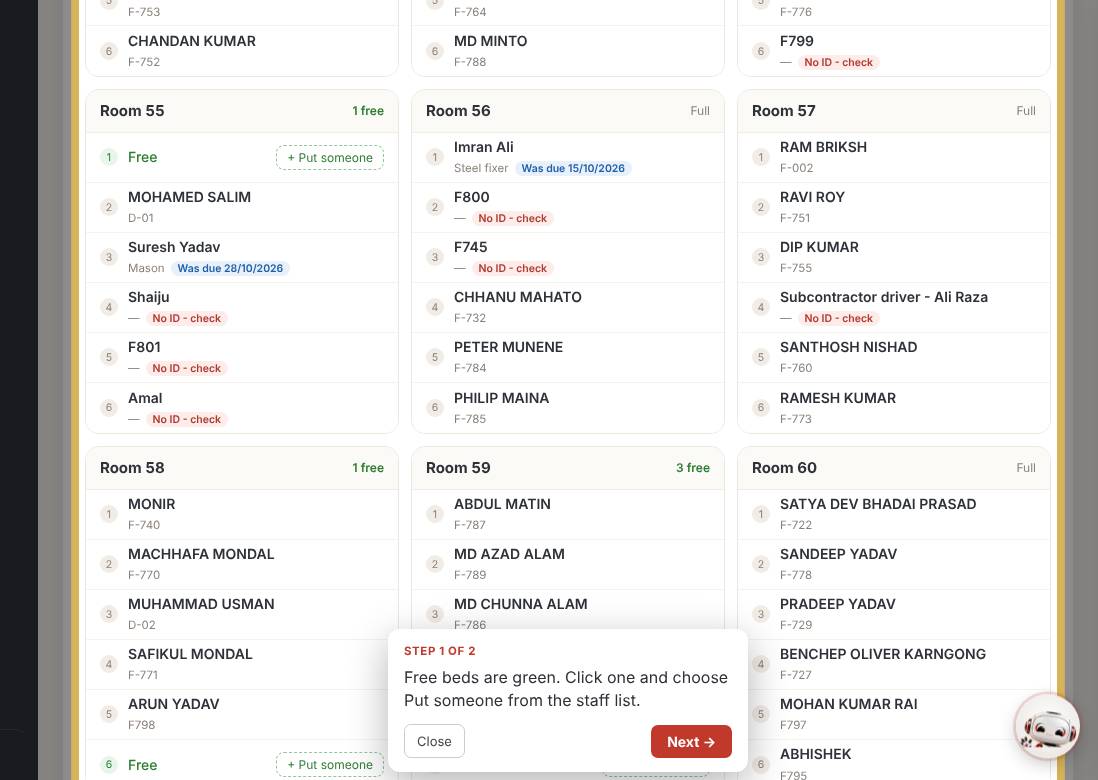 5
F-753
6
CHANDAN KUMAR
F-752
5
F-764
6
MD MINTO
F-788
5
F-776
6
F799
— No ID - check
Room 55 1 free
1 Free + Put someone
2
MOHAMED SALIM
D-01
3
Suresh Yadav
Mason Was due 28/10/2026
4
Shaiju
— No ID - check
5
F801
— No ID - check
6
Amal
— No ID - check
Room 56 Full
1
Imran Ali
Steel fixer Was due 15/10/2026
2
F800
— No ID - check
3
F745
— No ID - check
4
CHHANU MAHATO
F-732
5
PETER MUNENE
F-784
6
PHILIP MAINA
F-785
Room 57 Full
1
RAM BRIKSH
F-002
2
RAVI ROY
F-751
3
DIP KUMAR
F-755
4
Subcontractor driver - Ali Raza
— No ID - check
5
SANTHOSH NISHAD
F-760
6
RAMESH KUMAR
F-773
Room 58 1 free
1
MONIR
F-740
2
MACHHAFA MONDAL
F-770
3
MUHAMMAD USMAN
D-02
4
SAFIKUL MONDAL
F-771
5
ARUN YADAV
F798
6 Free + Put someone
Room 59 3 free
1
ABDUL MATIN
F-787
2
MD AZAD ALAM
F-789
3
MD CHUNNA ALAM
F-786
Room 60 Full
1
SATYA DEV BHADAI PRASAD
F-722
2
SANDEEP YADAV
F-778
3
PRADEEP YADAV
F-729
4
BENCHEP OLIVER KARNGONG
F-727
5
MOHAN KUMAR RAI
F797
6
ABHISHEK
F795
STEP 1 OF 2
Free beds are green. Click one and choose
Put someone from the staff list.
Close Next →